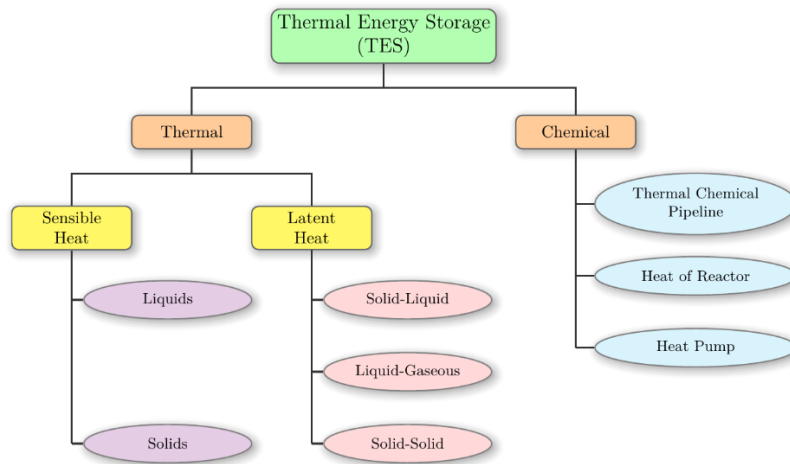 Thermal Energy Storage
(TES)
Thermal
Chemical
Sensible
Heat
Latent
Heat
Thermal Chemical
Pipeline
Liquids
Solid-Liquid
Heat of Reactor
Liquid-Gaseous
Heat Pump
Solids
Solid-Solid